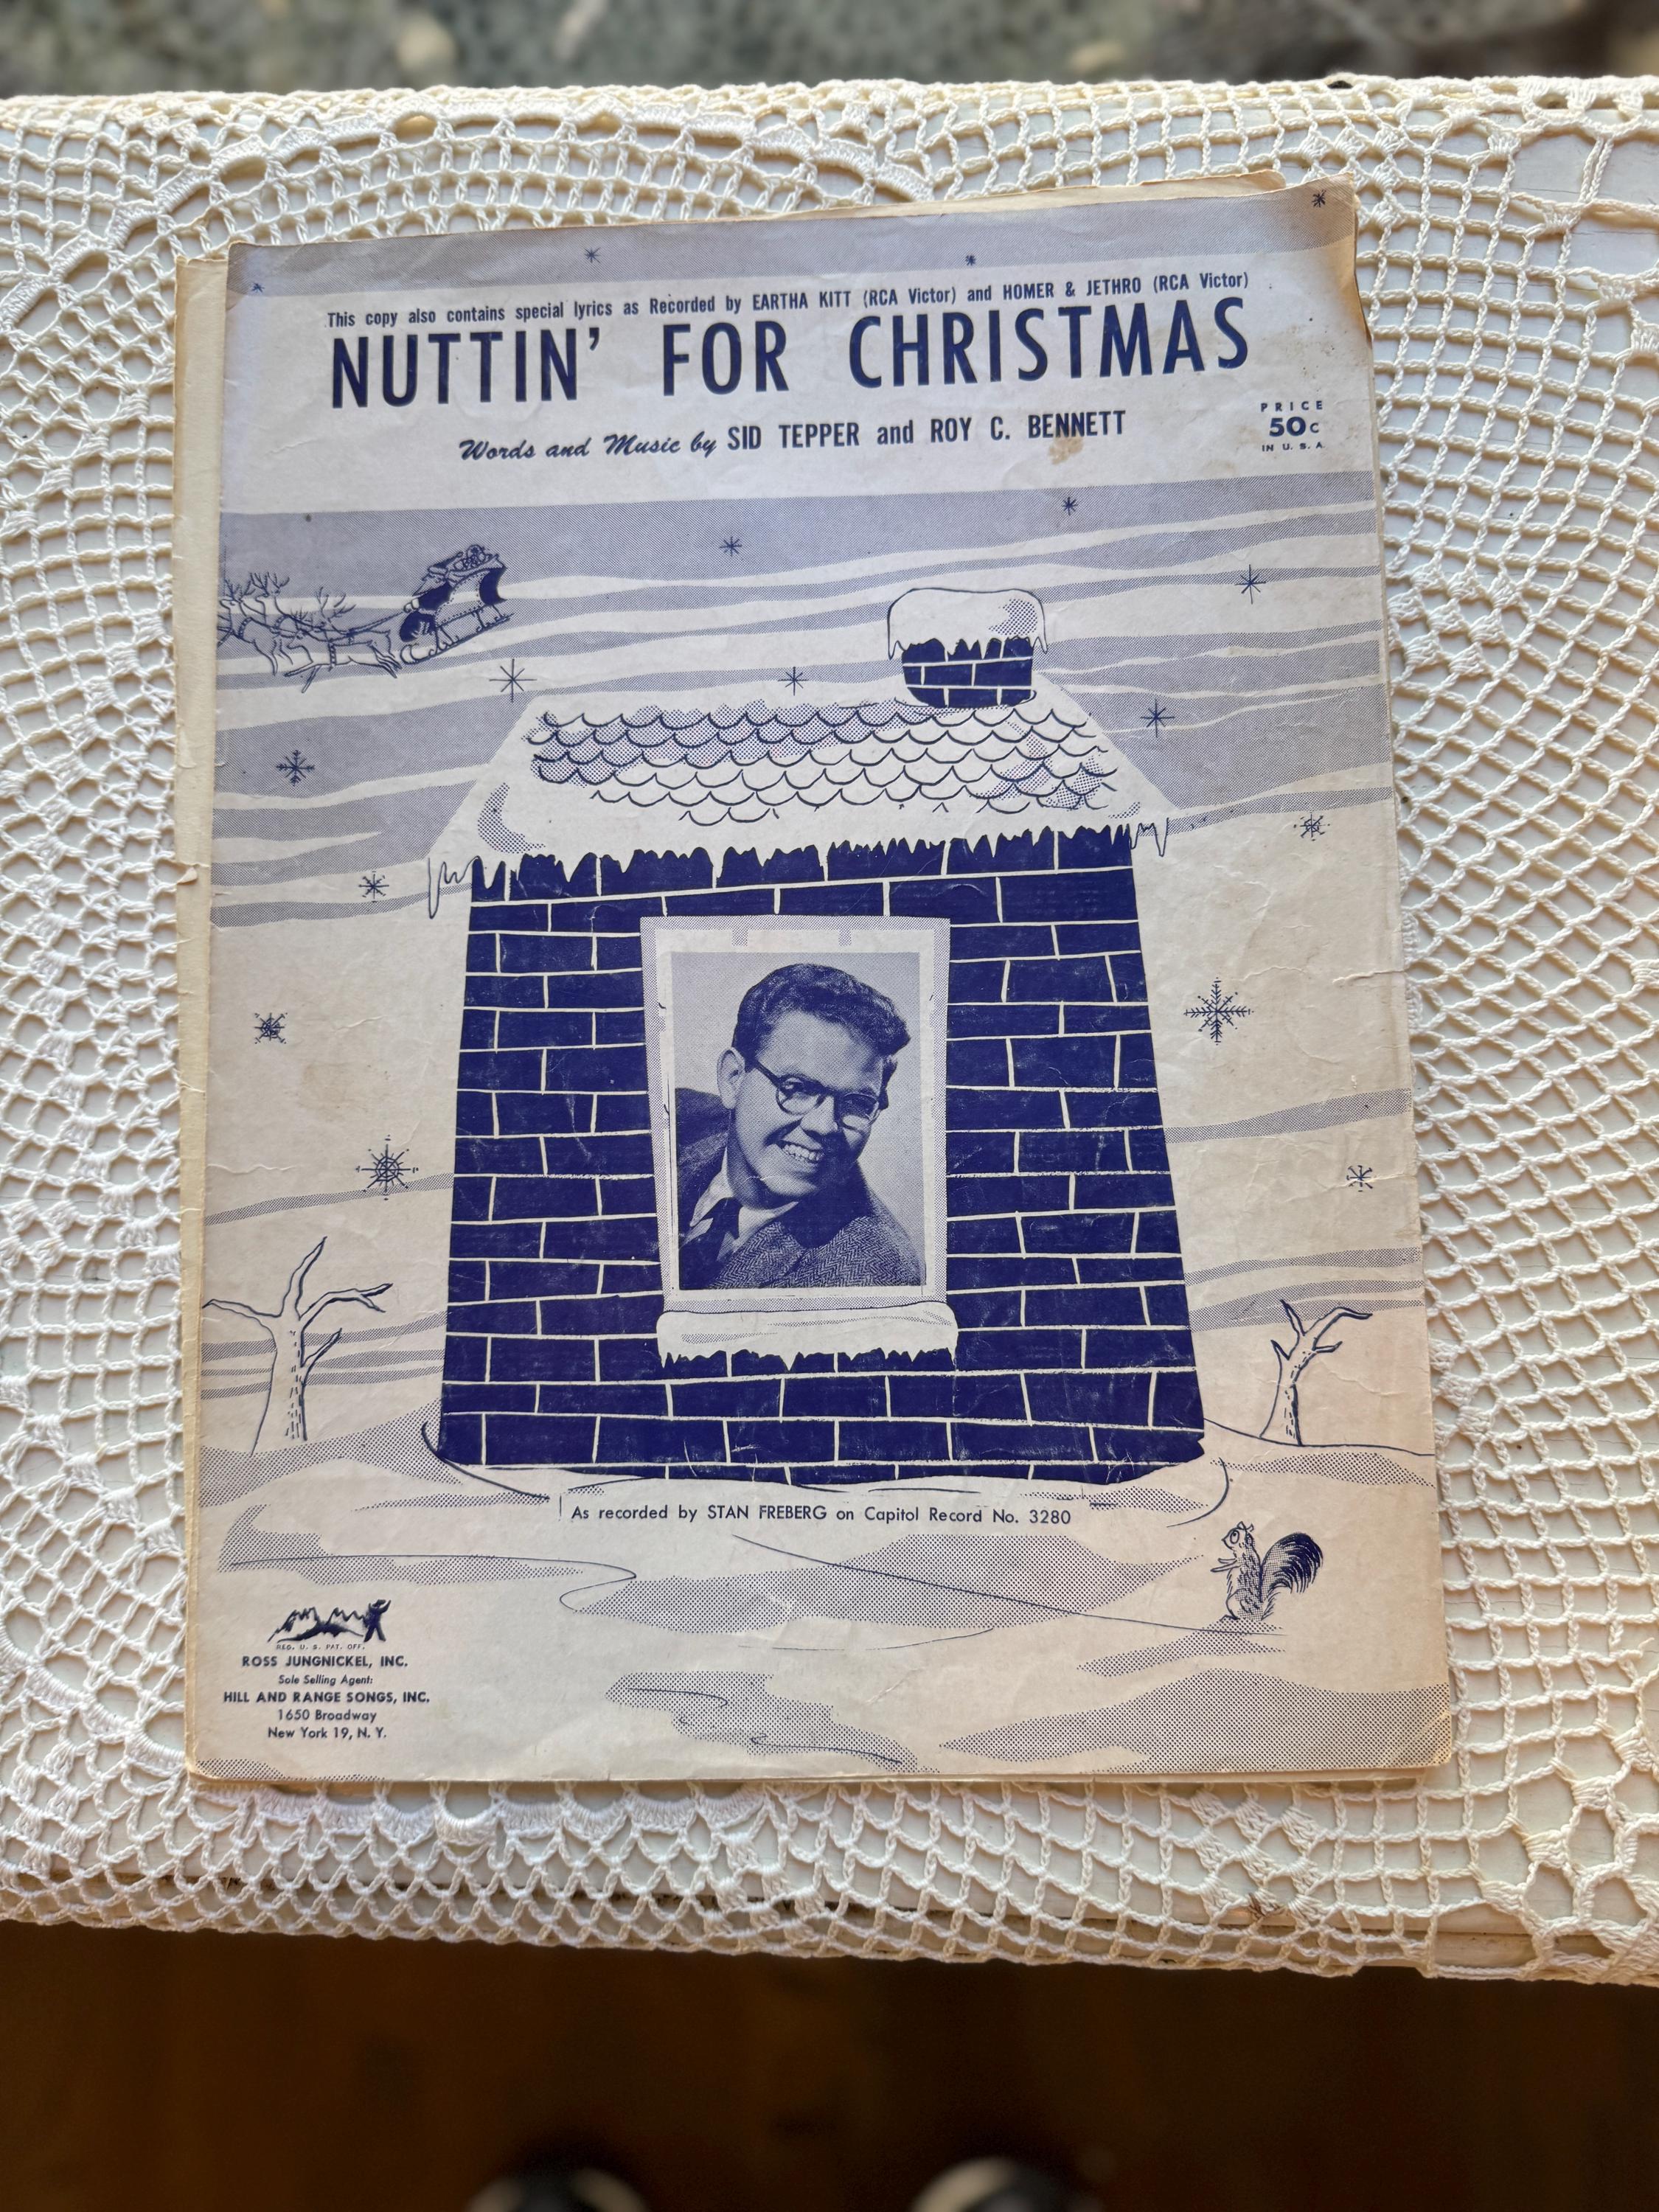 This copy also contains special lyrics as Recorded by EARTHA KITT (RCA Victor) and HOMER & JETHRO (RCA Victor)
NUTTIN' FOR CHRISTMAS
Words and Music by SID TEPPER and ROY C. BENNETT
PRICE
50c
IN U. S. A
As recorded by STAN FREBERG on Capitol Record No. 3280
REG. U. S. PAT. OFF.
ROSS JUNGNICKEL, INC.
Sole Selling Agent:
HILL AND RANGE SONGS, INC.
1650 Broadway
New York 19, N. Y.